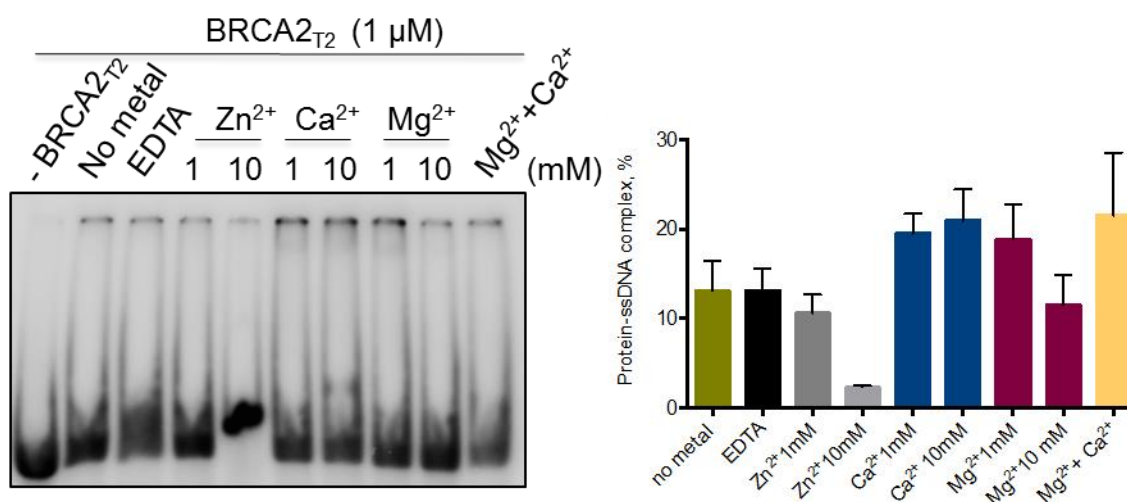 BRCA2T2 (1 µM)
- BRCA2T2
No metal
EDTA
Zn²⁺
Ca²⁺
Mg²⁺
Mg²⁺+Ca²⁺
1 10 1 10 1 10 (mM)
Protein-ssDNA complex, %
30
20
10
0
no metal
EDTA
Zn²⁺ 1mM
Zn²⁺ 10mM
Ca²⁺ 1mM
Ca²⁺ 10mM
Mg²⁺ 1mM
Mg²⁺ 10 mM
Mg²⁺+ Ca²⁺